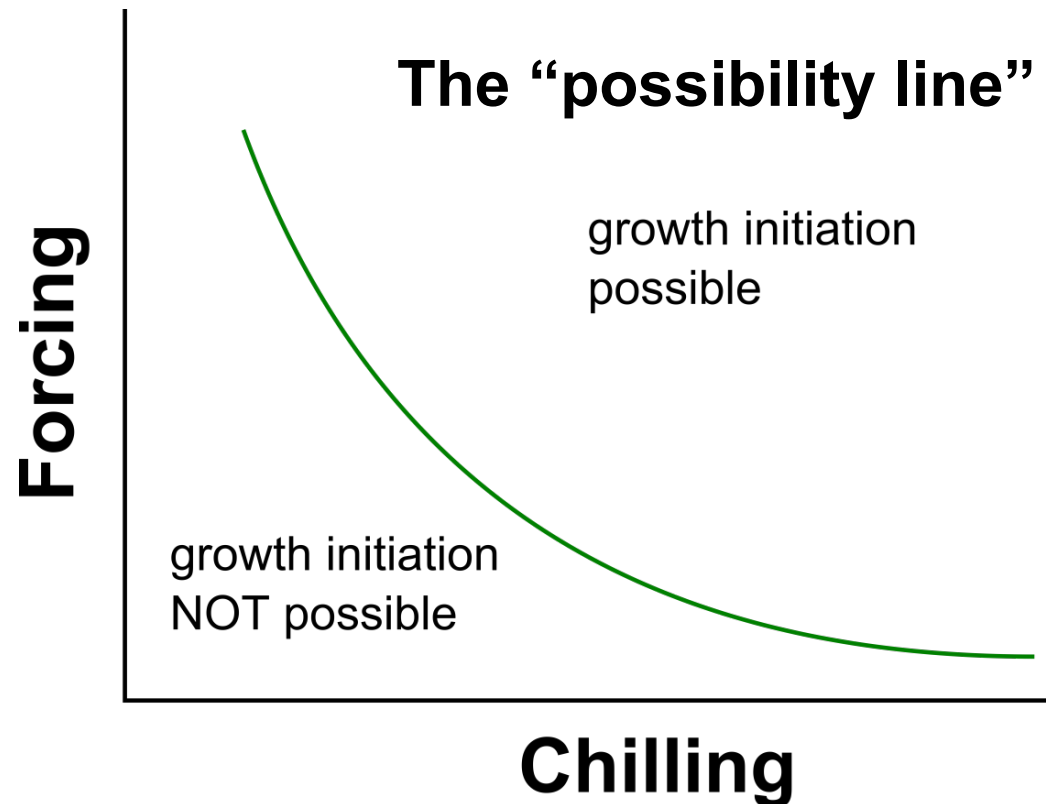 The “possibility line”
growth initiation
possible
Forcing
growth initiation
NOT possible
Chilling